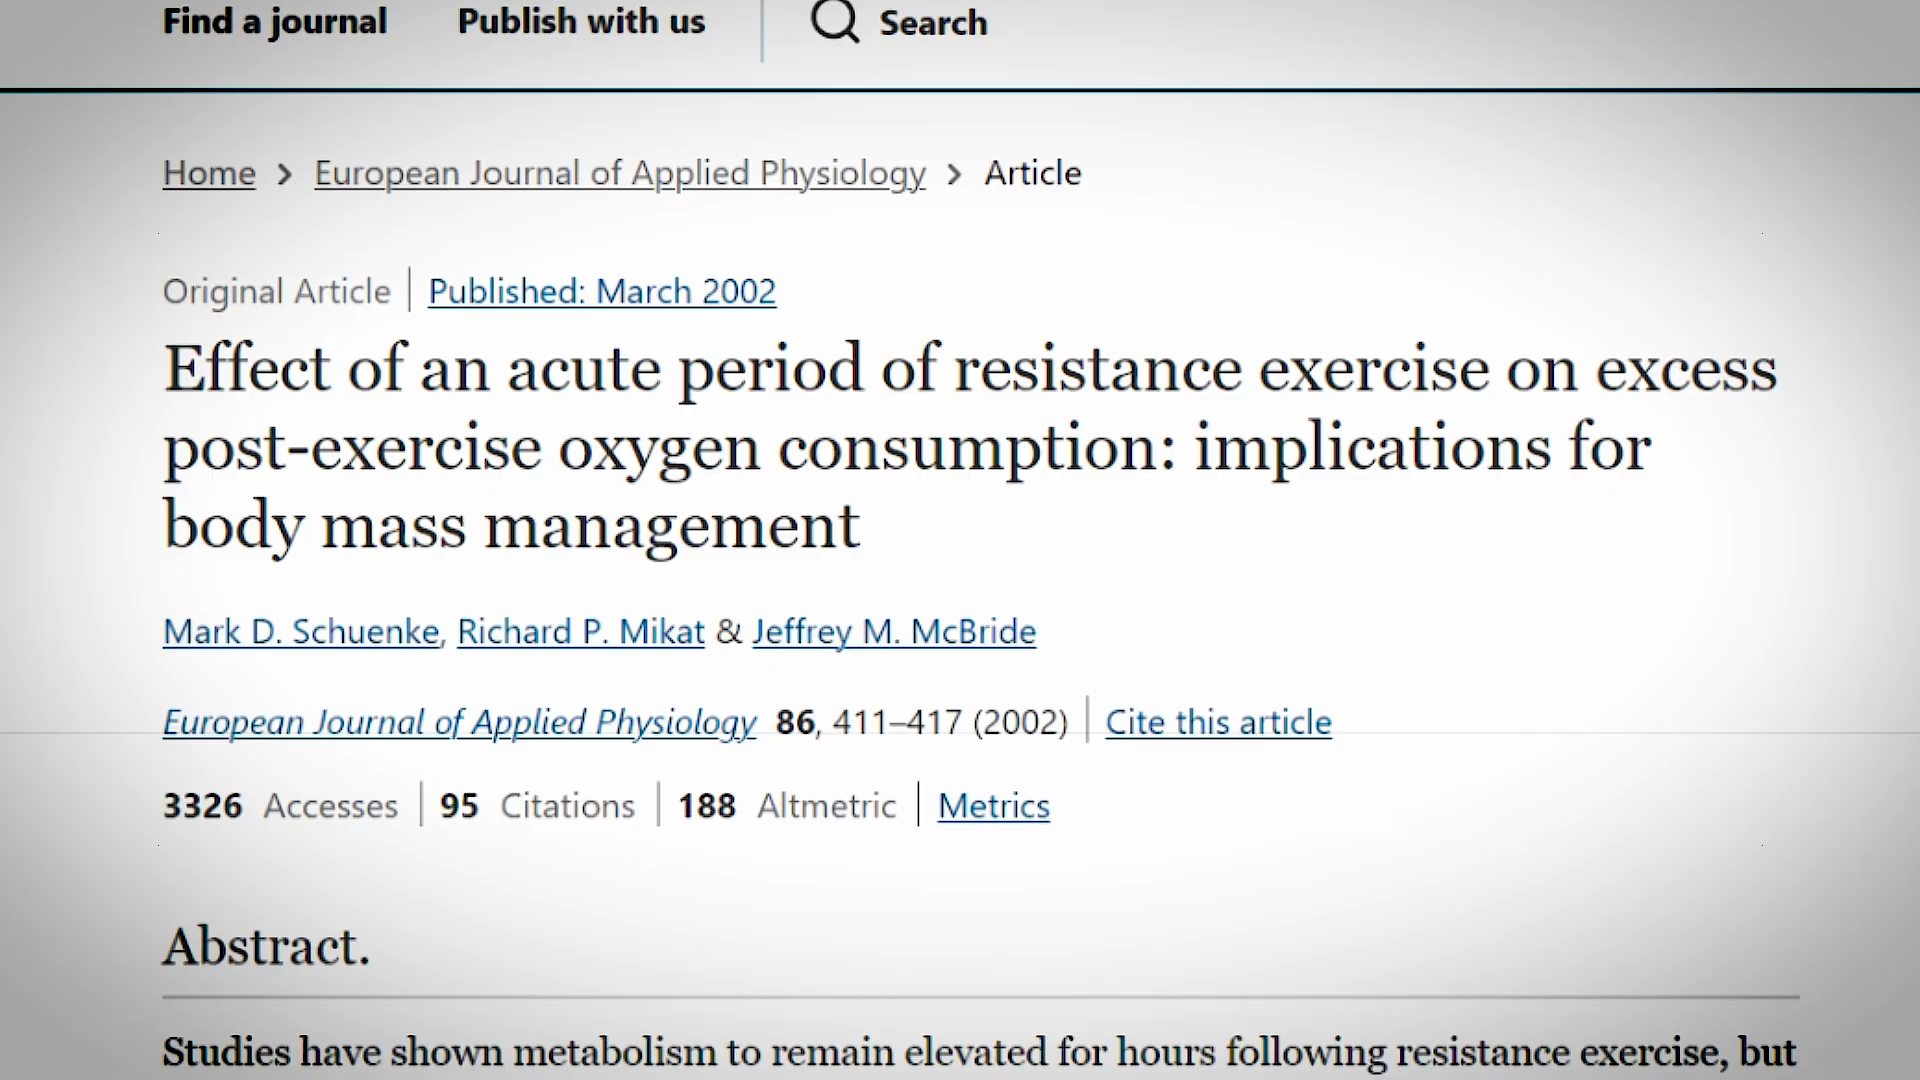 Find a journal Publish with us Search
Home > European Journal of Applied Physiology > Article
Original Article | Published: March 2002
Effect of an acute period of resistance exercise on excess
post-exercise oxygen consumption: implications for
body mass management
Mark D. Schuenke, Richard P. Mikat & Jeffrey M. McBride
European Journal of Applied Physiology 86, 411–417 (2002) | Cite this article
3326 Accesses | 95 Citations | 188 Altmetric | Metrics
Abstract.
Studies have shown metabolism to remain elevated for hours following resistance exercise, but